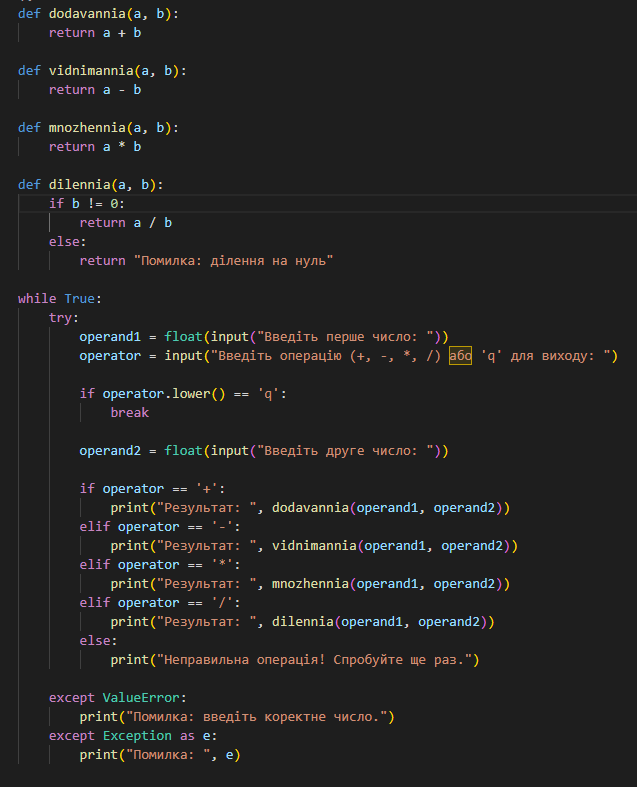 def dodavannia(a, b):
    return a + b
def vidnimannia(a, b):
    return a - b
def mnozhennia(a, b):
    return a * b
def dilennia(a, b):
    if b != 0:
        return a / b
    else:
        return "Помилка: ділення на нуль"
while True:
    try:
        operand1 = float(input("Введіть перше число: "))
        operator = input("Введіть операцію (+, -, *, /) або 'q' для виходу: ")
        if operator.lower() == 'q':
            break
        operand2 = float(input("Введіть друге число: "))
        if operator == '+':
            print("Результат: ", dodavannia(operand1, operand2))
        elif operator == '-':
            print("Результат: ", vidnimannia(operand1, operand2))
        elif operator == '*':
            print("Результат: ", mnozhennia(operand1, operand2))
        elif operator == '/':
            print("Результат: ", dilennia(operand1, operand2))
        else:
            print("Неправильна операція! Спробуйте ще раз.")
    except ValueError:
        print("Помилка: введіть коректне число.")
    except Exception as e:
        print("Помилка: ", e)